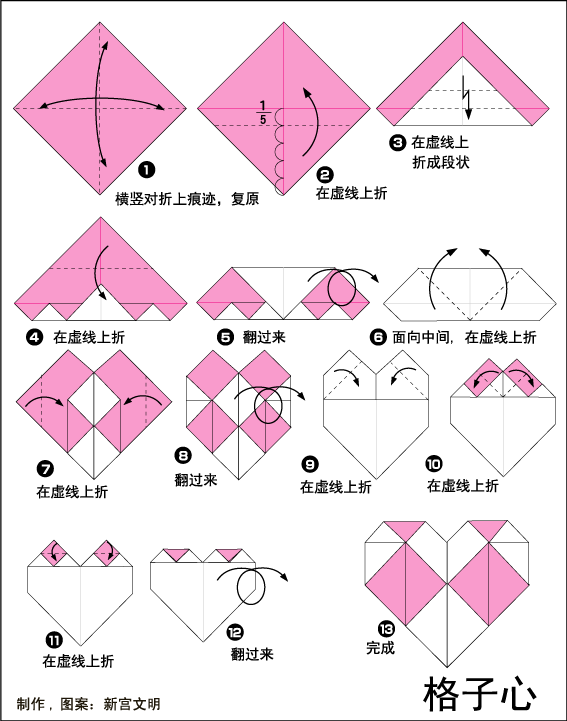 ❶
横竖对折上痕迹，复原
1
5
❷
在虚线上折
❸ 在虚线上
折成段状
❹ 在虚线上折
❺ 翻过来
❻ 面向中间，在虚线上折
❼
在虚线上折
❽
翻过来
❾
在虚线上折
❿
在虚线上折
⓫
在虚线上折
⓬
翻过来
⓭
完成
格子心
制作，图案：新宫文明